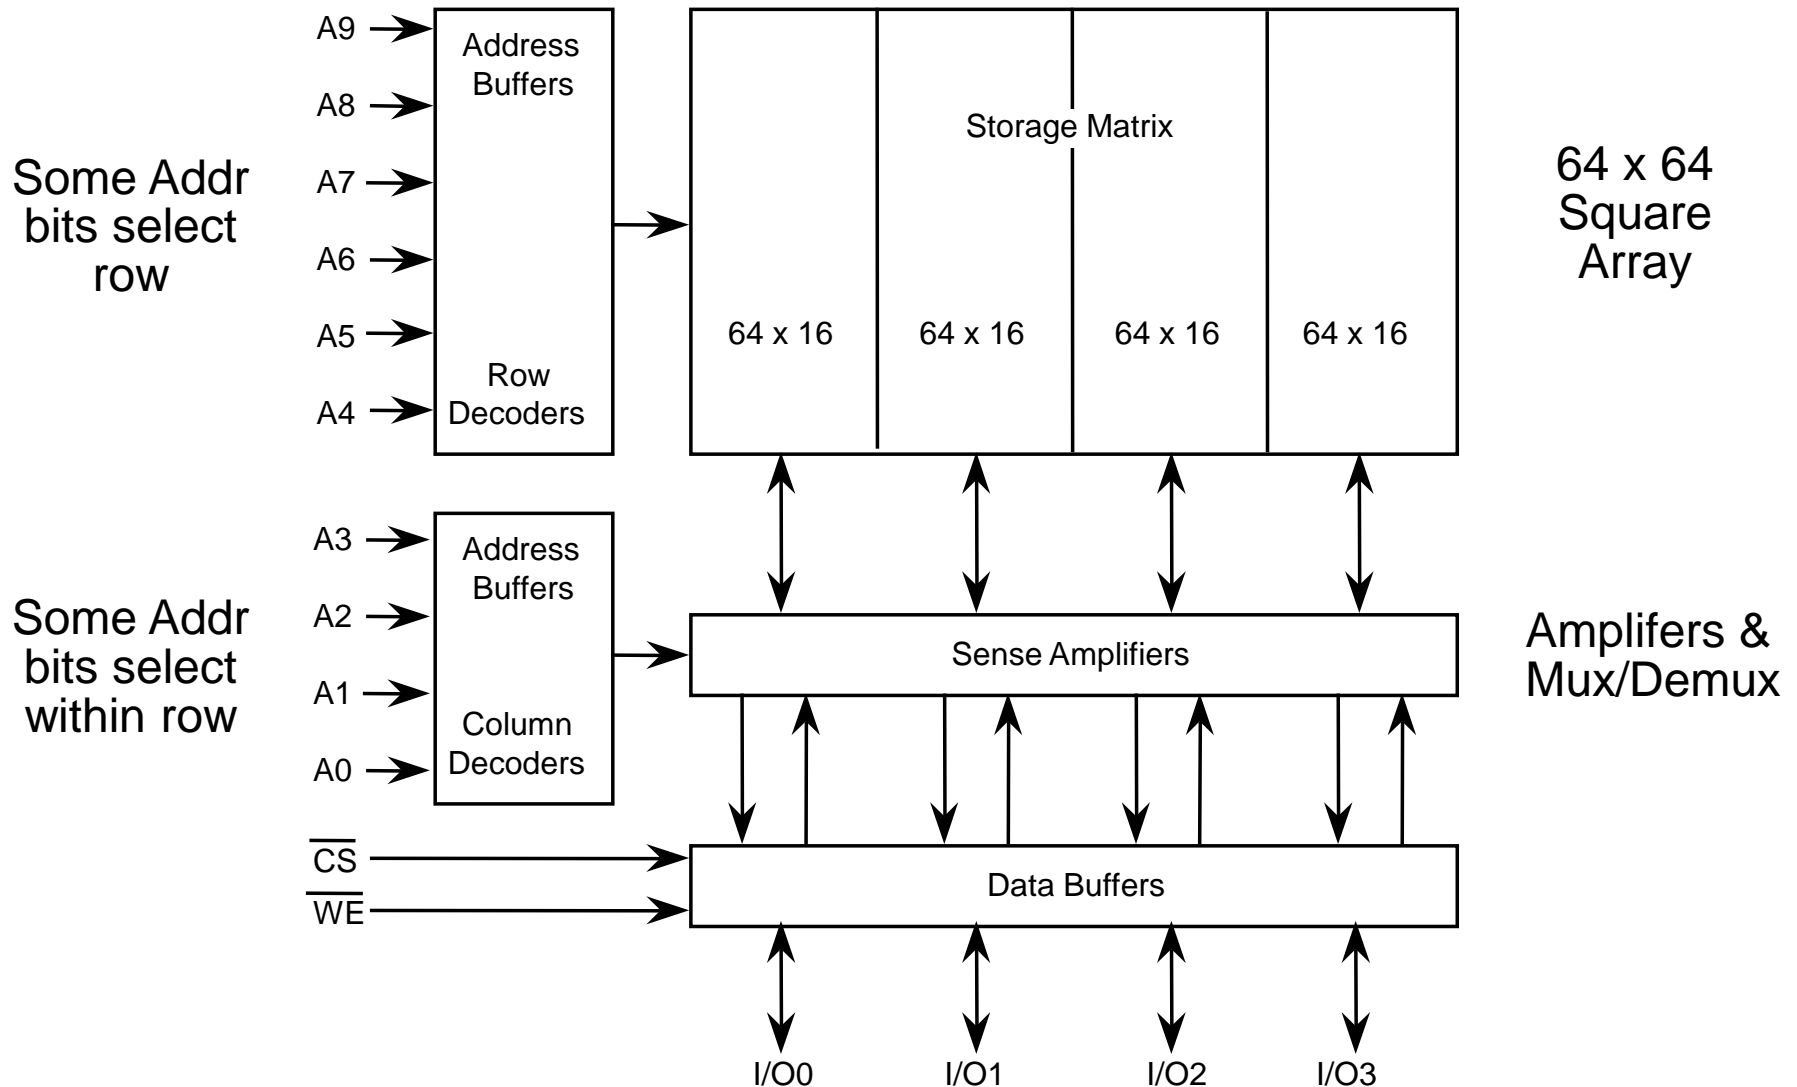 Some Addr
bits select
row
A9
A8
A7
A6
A5
A4
Address
Buffers
Row
Decoders
Storage Matrix
64 x 16
64 x 16
64 x 16
64 x 16
64 x 64
Square
Array
Some Addr
bits select
within row
A3
A2
A1
A0
Address
Buffers
Column
Decoders
Sense Amplifiers
Amplifers &
Mux/Demux
CS
WE
Data Buffers
I/O0
I/O1
I/O2
I/O3